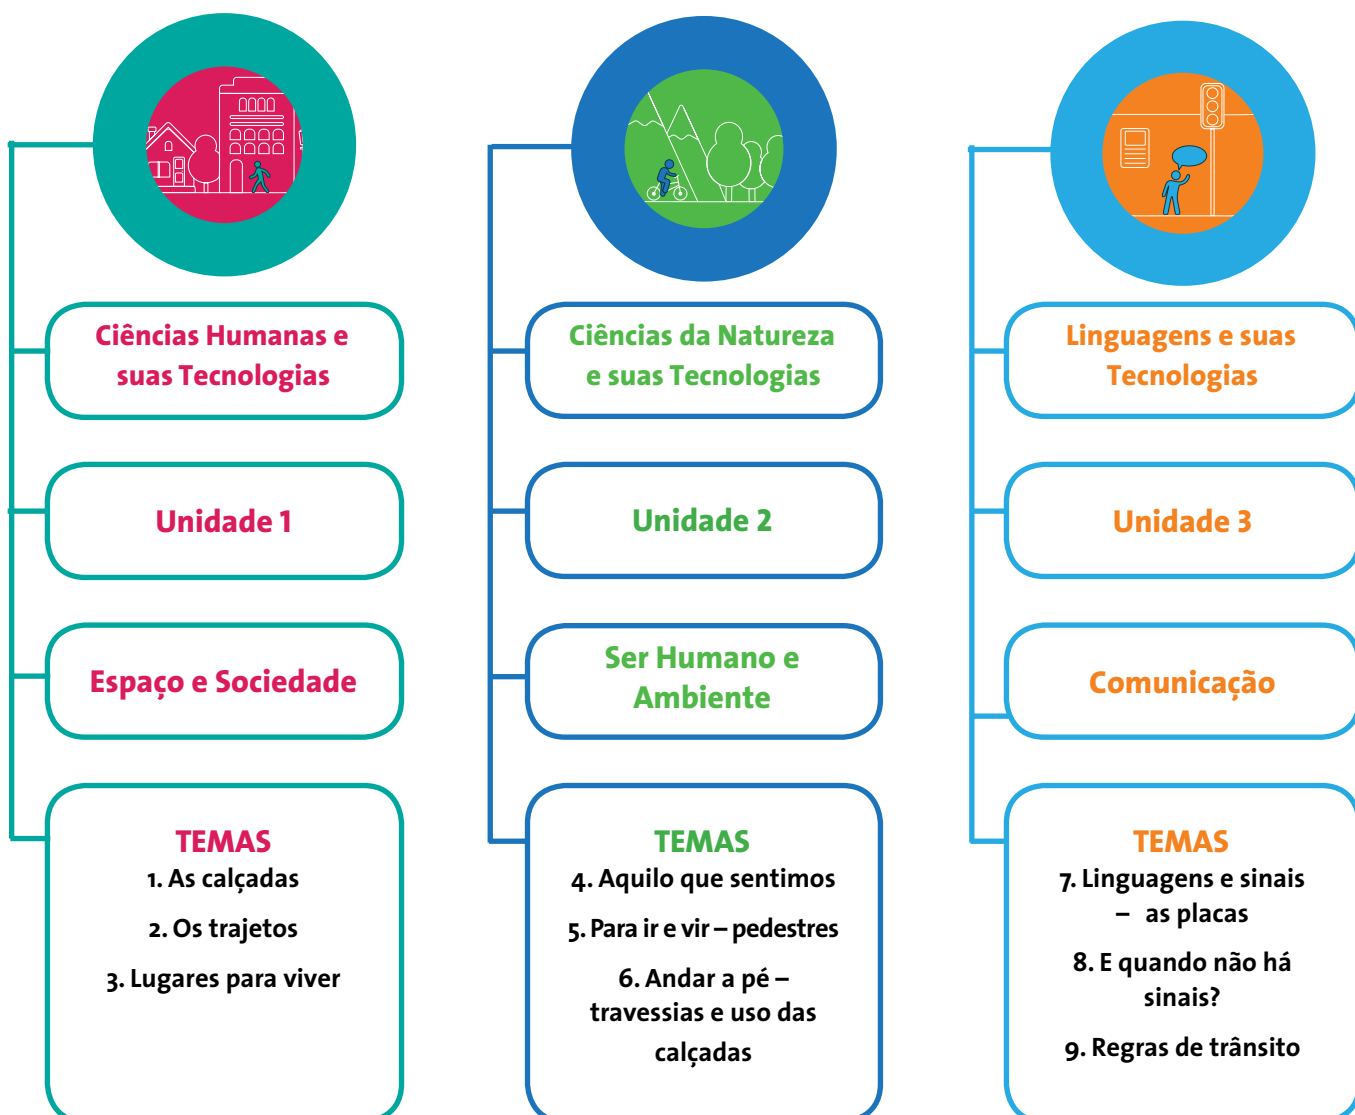 Ciências Humanas e
suas Tecnologias
Unidade 1
Espaço e Sociedade
TEMAS
1. As calçadas
2. Os trajetos
3. Lugares para viver
Ciências da Natureza
e suas Tecnologias
Unidade 2
Ser Humano e
Ambiente
TEMAS
4. Aquilo que sentimos
5. Para ir e vir – pedestres
6. Andar a pé –
travessias e uso das
calçadas
Linguagens e suas
Tecnologias
Unidade 3
Comunicação
TEMAS
7. Linguagens e sinais
– as placas
8. E quando não há
sinais?
9. Regras de trânsito